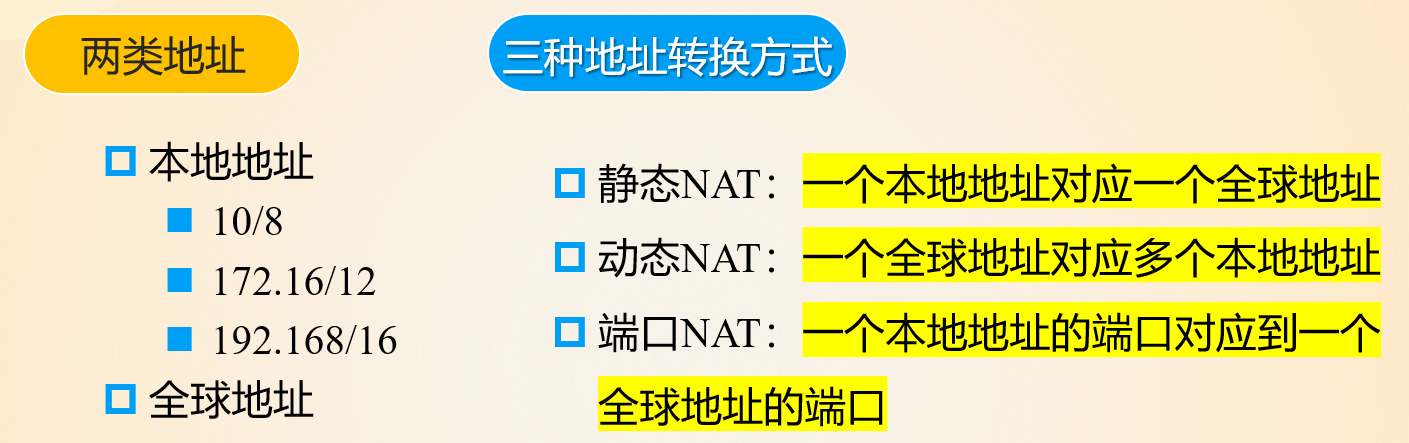 两类地址
本地地址
10/8
172.16/12
192.168/16
全球地址
三种地址转换方式
静态NAT：一个本地地址对应一个全球地址
动态NAT：一个全球地址对应多个本地地址
端口NAT：一个本地地址的端口对应到一个
全球地址的端口